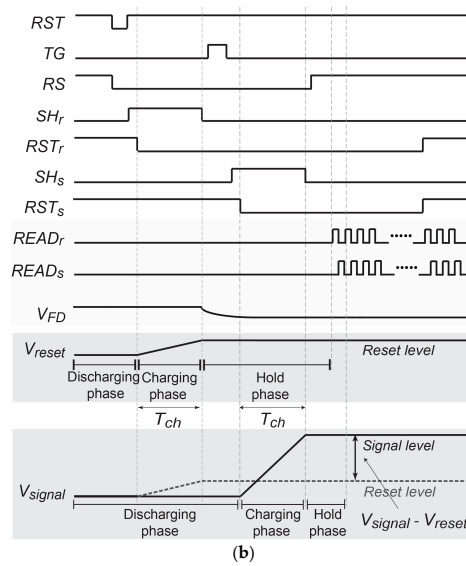 RST
TG
RS
SHr
RSTr
SHs
RSTs
READr
READs
VFD
Vreset
Reset level
Discharging phase
Charging phase
Hold phase
Tch
Tch
Signal level
Vsignal
Reset level
Vsignal - Vreset
Discharging phase
Charging phase
Hold phase
(b)